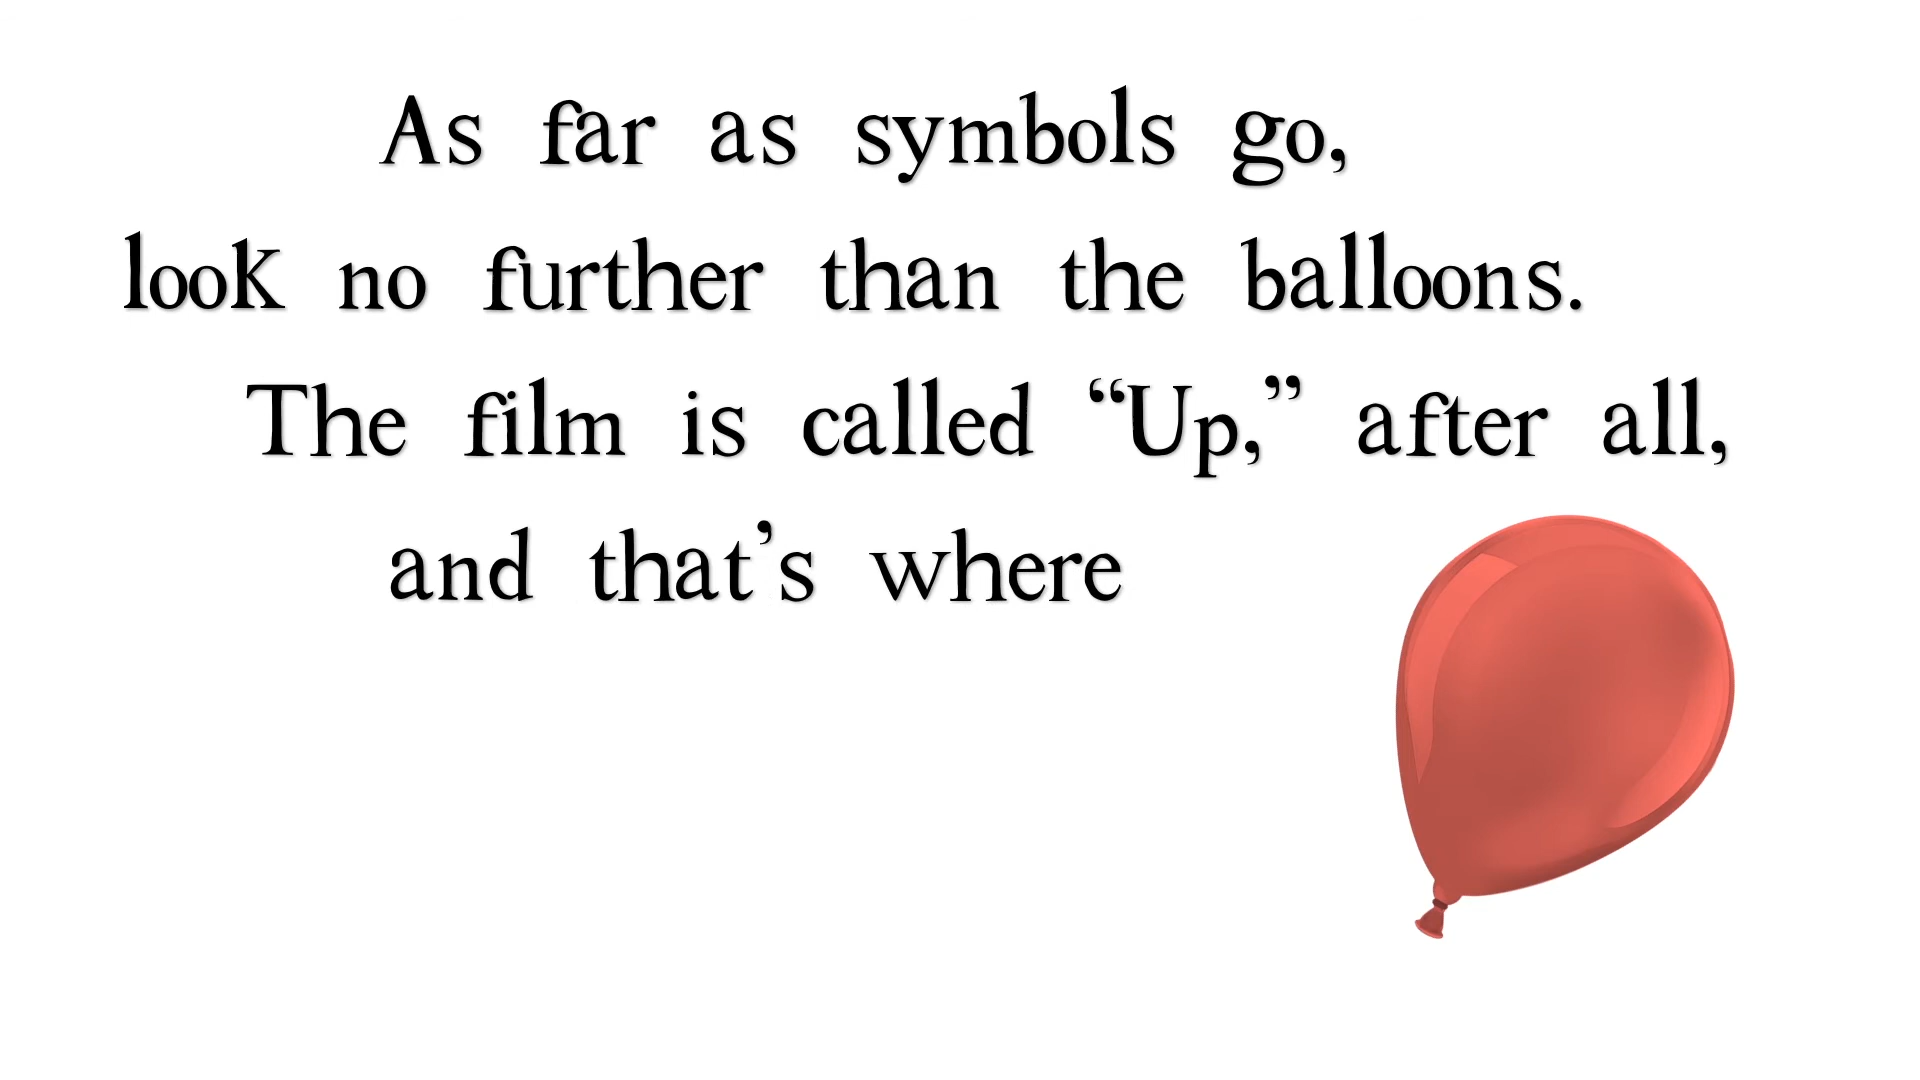 As far as symbols go,
look no further than the balloons.
The film is called “Up,” after all,
and that’s where